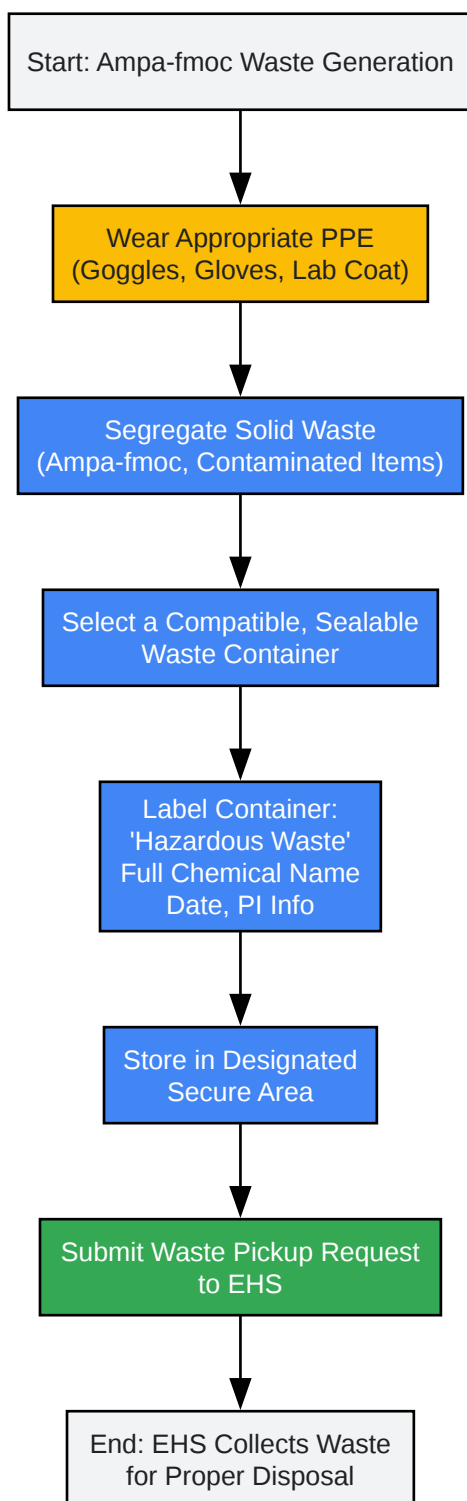 Start: Ampa-fmoc Waste Generation
Wear Appropriate PPE
(Goggles, Gloves, Lab Coat)
Segregate Solid Waste
(Ampa-fmoc, Contaminated Items)
Select a Compatible, Sealable
Waste Container
Label Container:
'Hazardous Waste'
Full Chemical Name
Date, PI Info
Store in Designated
Secure Area
Submit Waste Pickup Request
to EHS
End: EHS Collects Waste
for Proper Disposal